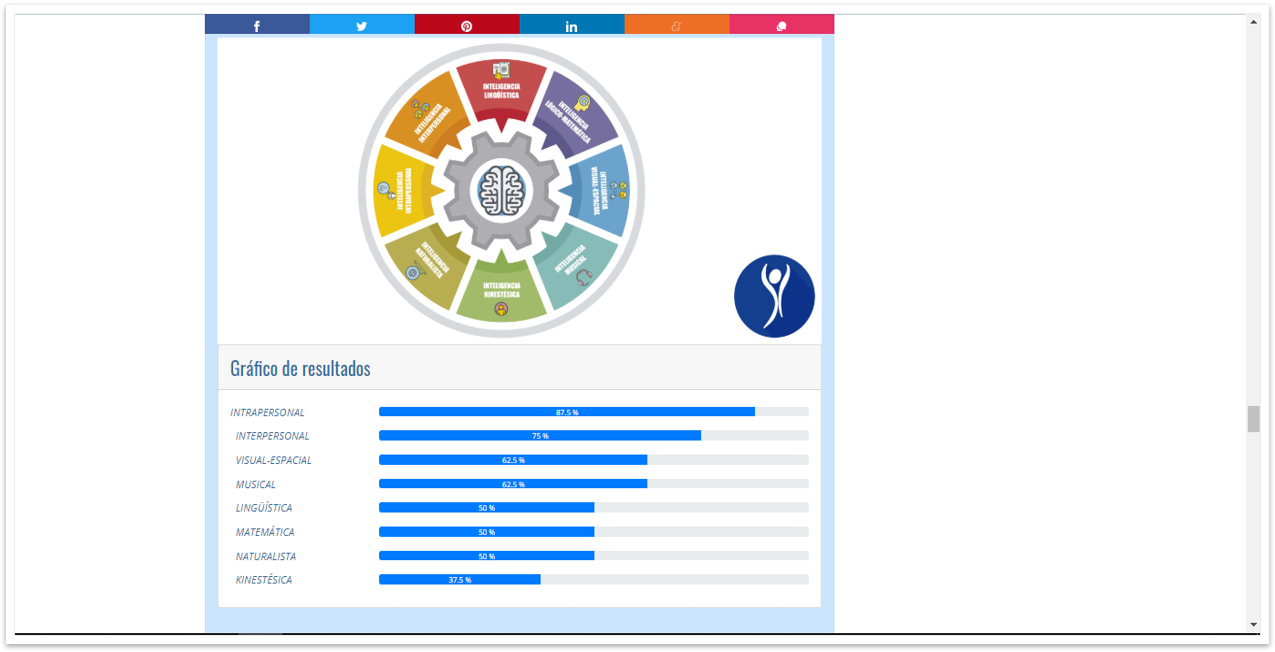 INTELIGENCIA
LINGÜÍSTICA
INTELIGENCIA
LÓGICO-MATEMÁTICA
INTELIGENCIA
VISUAL-ESPACIAL
INTELIGENCIA
MUSICAL
INTELIGENCIA
KINESTÉSICA
INTELIGENCIA
NATURALISTA
INTELIGENCIA
INTRAPERSONAL
INTELIGENCIA
INTERPERSONAL
Gráfico de resultados
INTRAPERSONAL 87.5 %
INTERPERSONAL 75 %
VISUAL-ESPACIAL 62.5 %
MUSICAL 62.5 %
LINGÜÍSTICA 50 %
MATEMÁTICA 50 %
NATURALISTA 50 %
KINESTÉSICA 37.5 %